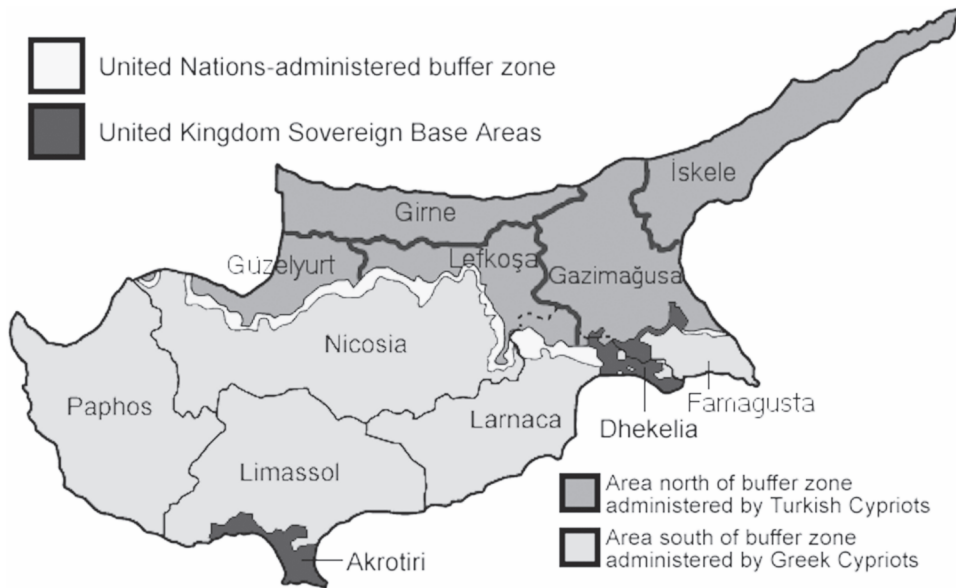 United Nations-administered buffer zone
United Kingdom Sovereign Base Areas
İskele
Girne
Lefkoşa
Güzelyurt
Gazimağusa
Nicosia
Paphos
Famagusta
Larnaca
Dhekelia
Limassol
Area north of buffer zone
administered by Turkish Cypriots
Area south of buffer zone
administered by Greek Cypriots
Akrotiri